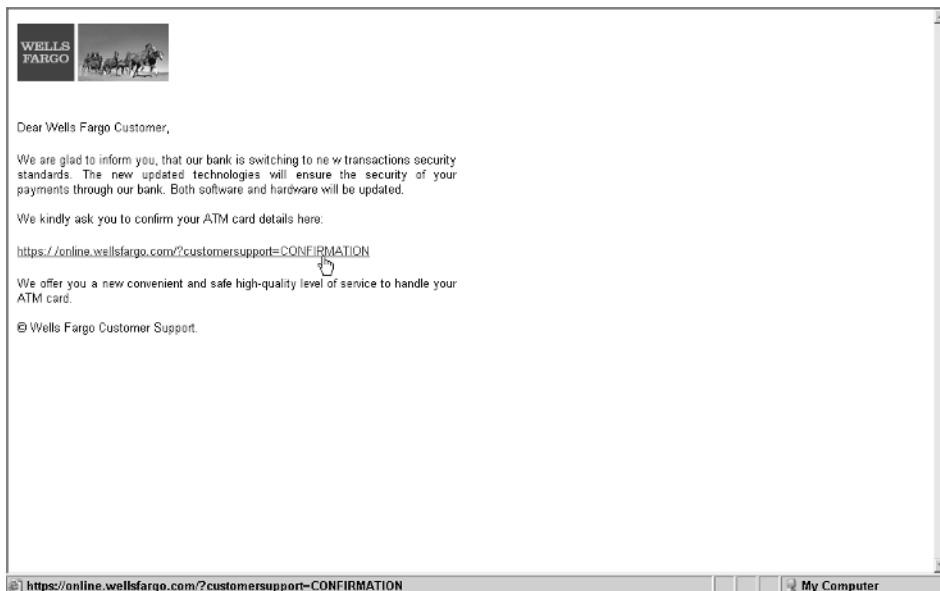 WELLS
FARGO
Dear Wells Fargo Customer,
We are glad to inform you, that our bank is switching to ne w transactions security
standards. The new updated technologies will ensure the security of your
payments through our bank. Both software and hardware will be updated.
We kindly ask you to confirm your ATM card details here:
https://online.wellsfargo.com/?customersupport=CONFIRMATION
We offer you a new convenient and safe high-quality level of service to handle your
ATM card.
© Wells Fargo Customer Support.
https://online.wellsfargo.com/?customersupport=CONFIRMATION
My Computer